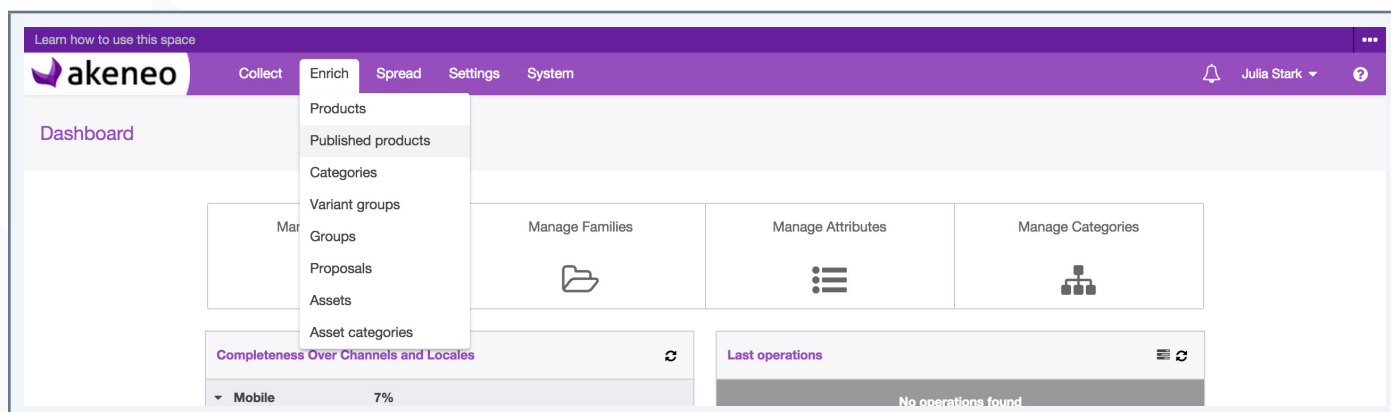 Learn how to use this space
akeneo Collect Enrich Spread Settings System Julia Stark
Dashboard
Products
Published products
Categories
Variant groups
Groups
Proposals
Assets
Asset categories
Manage Families Manage Attributes Manage Categories
Completeness Over Channels and Locales
Mobile 7%
Last operations
No operations found